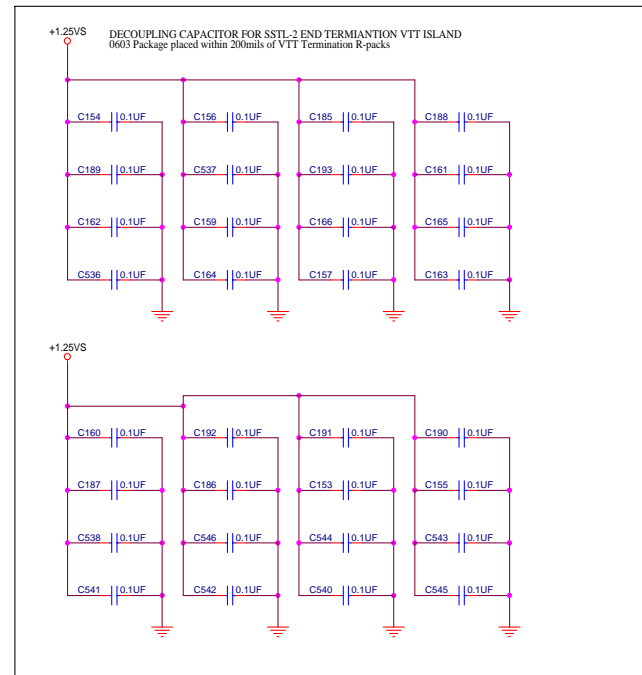 +1.25VS
DECOUPLING CAPACITOR FOR SSTL-2 END TERMIANTION VTT ISLAND
0603 Package placed within 200mils of VTT Termination R-packs
C154 0.1UF C156 0.1UF C185 0.1UF C188 0.1UF
C189 0.1UF C537 0.1UF C193 0.1UF C161 0.1UF
C162 0.1UF C159 0.1UF C166 0.1UF C165 0.1UF
C536 0.1UF C164 0.1UF C157 0.1UF C163 0.1UF
+1.25VS
C160 0.1UF C192 0.1UF C191 0.1UF C190 0.1UF
C187 0.1UF C186 0.1UF C153 0.1UF C155 0.1UF
C538 0.1UF C546 0.1UF C544 0.1UF C543 0.1UF
C541 0.1UF C542 0.1UF C540 0.1UF C545 0.1UF